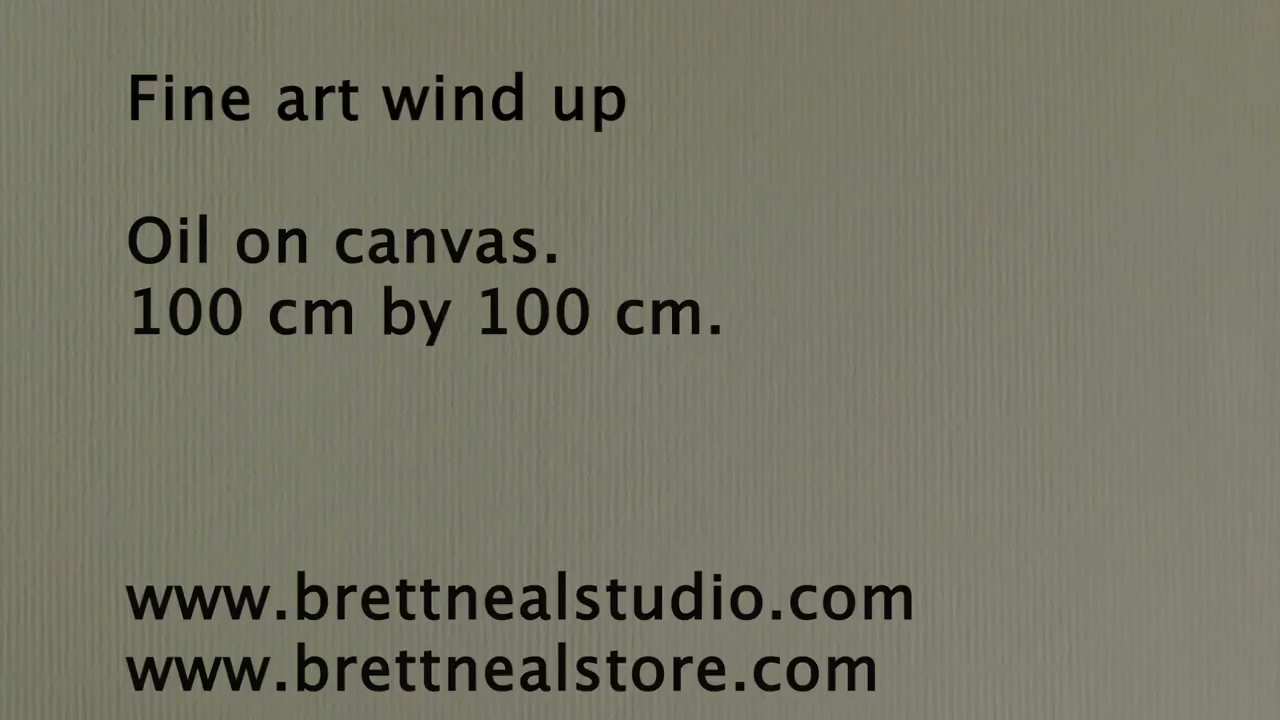 Fine art wind up
Oil on canvas.
100 cm by 100 cm.
www.brettnealstudio.com
www.brettnealstore.com